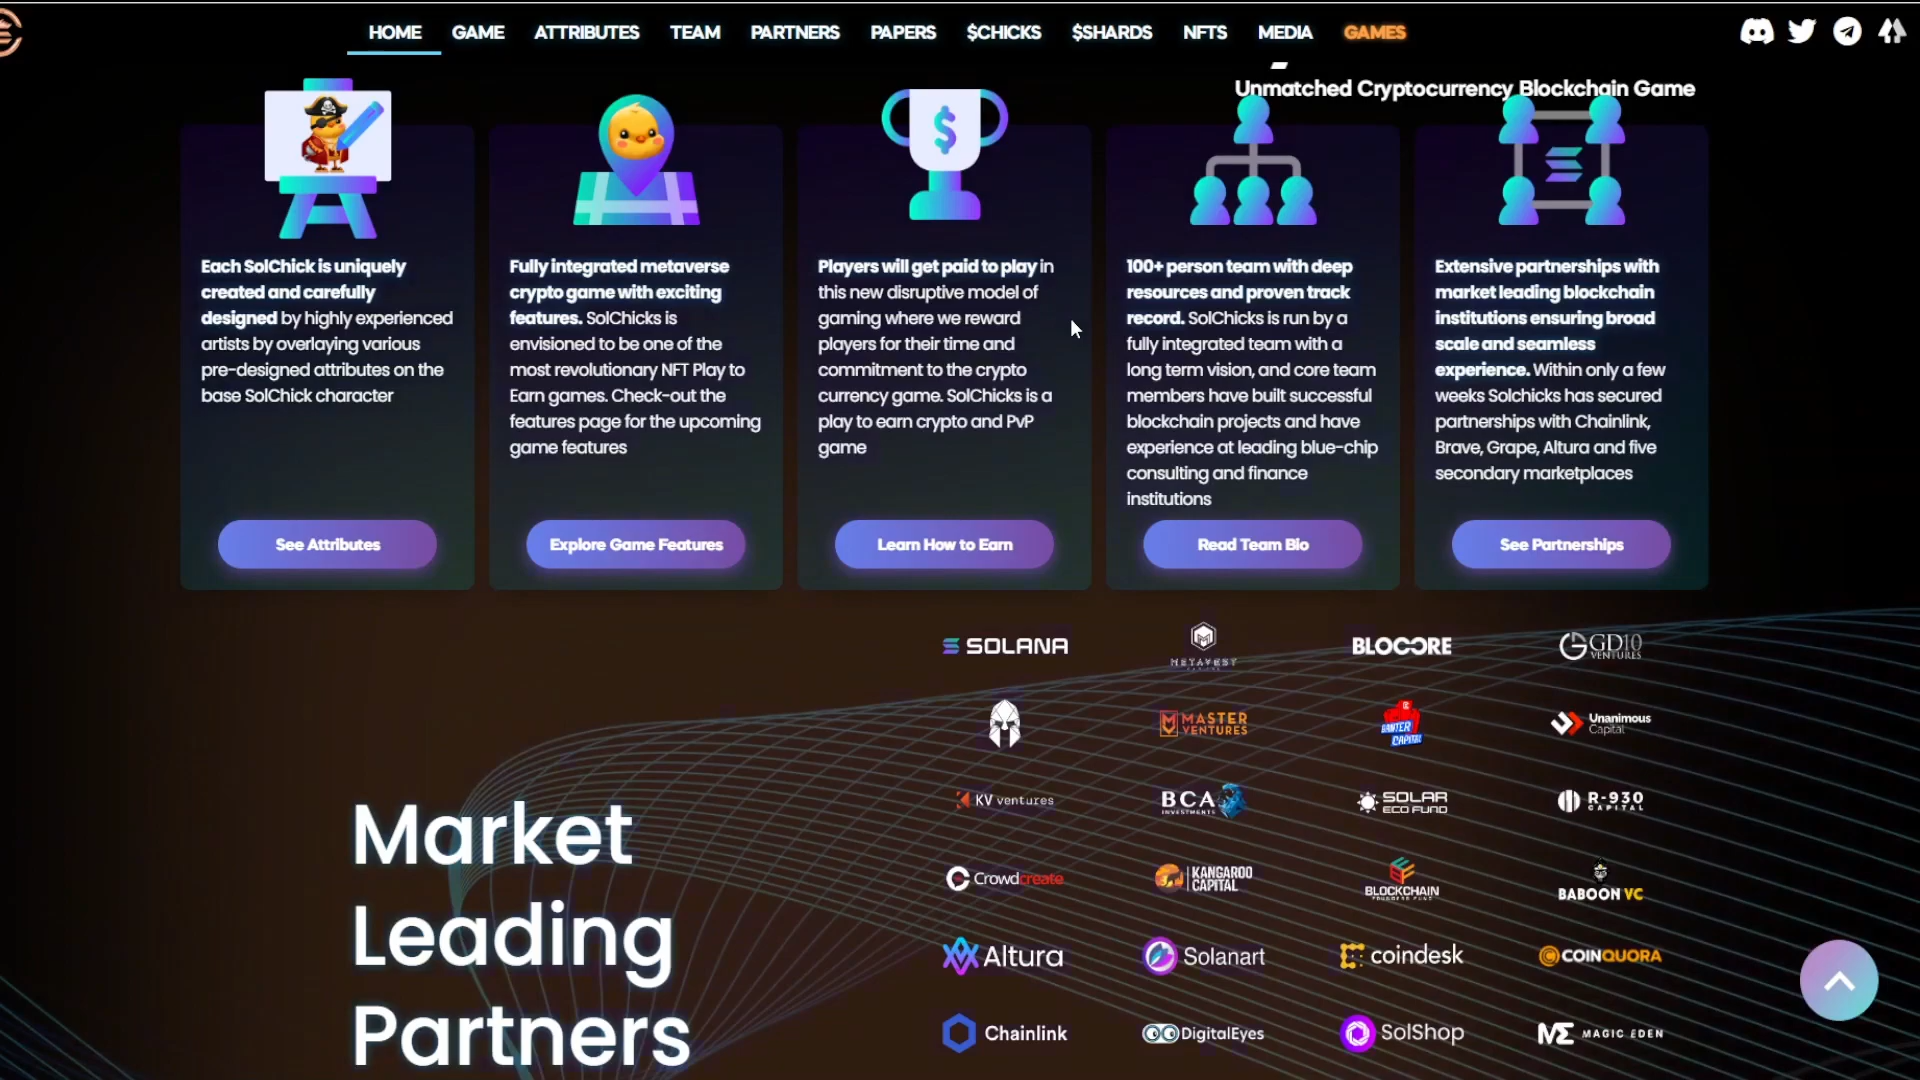 HOME GAME ATTRIBUTES TEAM PARTNERS PAPERS $CHICKS $SHARDS NFTS MEDIA GAMES
Unmatched Cryptocurrency Blockchain Game
Each SolChick is uniquely
created and carefully
designed by highly experienced
artists by overlaying various
pre-designed attributes on the
base SolChick character
See Attributes
Fully integrated metaverse
crypto game with exciting
features. SolChicks is
envisioned to be one of the
most revolutionary NFT Play to
Earn games. Check-out the
features page for the upcoming
game features
Explore Game Features
$
Players will get paid to play in
this new disruptive model of
gaming where we reward
players for their time and
commitment to the crypto
currency game. SolChicks is a
play to earn crypto and PvP
game
Learn How to Earn
100+ person team with deep
resources and proven track
record. SolChicks is run by a
fully integrated team with a
long term vision, and core team
members have built successful
blockchain projects and have
experience at leading blue-chip
consulting and finance
institutions
Read Team Bio
Extensive partnerships with
market leading blockchain
institutions ensuring broad
scale and seamless
experience. Within only a few
weeks Solchicks has secured
partnerships with Chainlink,
Brave, Grape, Altura and five
secondary marketplaces
See Partnerships
Market
Leading
Partners
SOLANA
METAVEST
BLOCORE
GD10
VENTURES
MASTER
VENTURES
CAPITAL
Unanimous
Capital
KV ventures
BCA
INVESTMENTS
SOLAR
ECO FUND
R-930
CAPITAL
Crowdcreate
KANGAROO
CAPITAL
BLOCKCHAIN
FOUNDERS FUND
BABOON VC
Altura
Solanart
coindesk
COINQUORA
Chainlink
DigitalEyes
SolShop
ME MAGIC EDEN